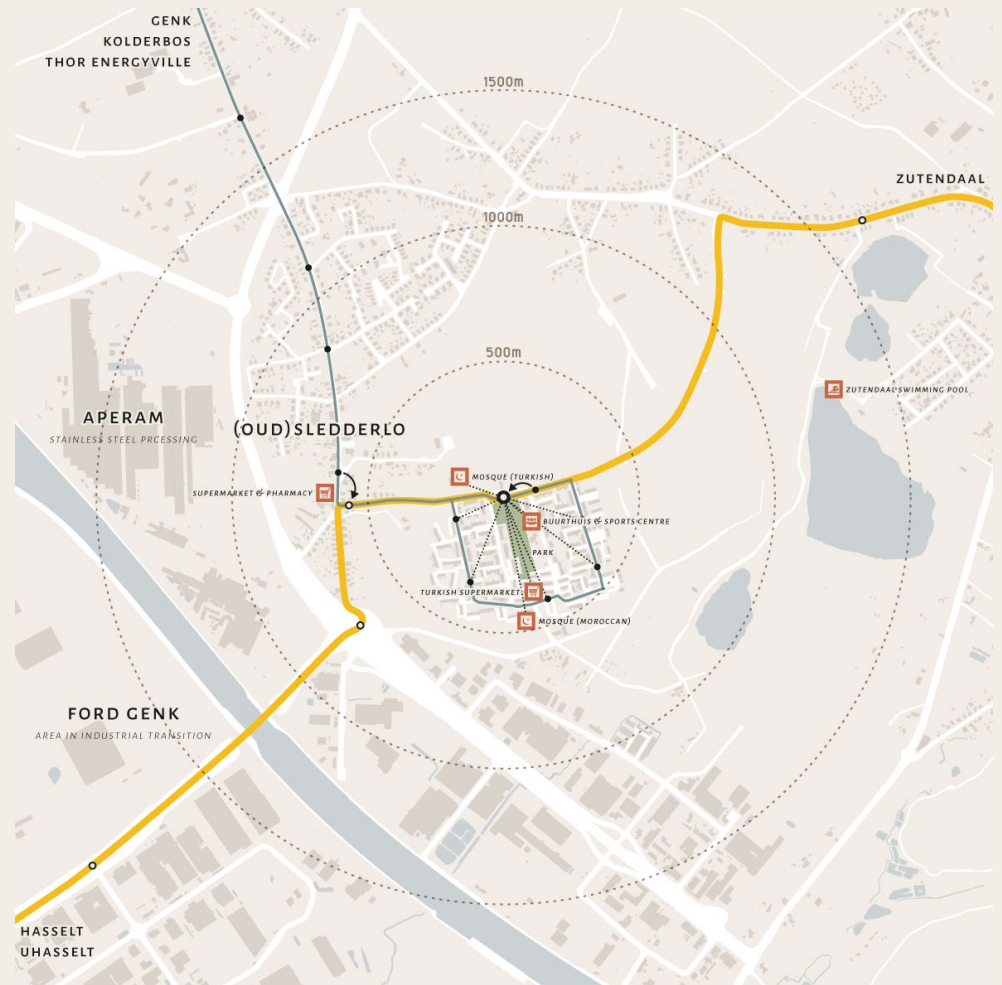 GENK
KOLDERBOS
THOR ENERGYVILLE
1500m
ZUTENDAAL
1000m
500m
ZUTENDAAL SWIMMING POOL
APERAM
STAINLESS STEEL PRCESSING
(OUD)SLEDDERLO
MOSQUE (TURKISH)
SUPERMARKET & PHARMACY
BUURTHUIS & SPORTS CENTRE
PARK
TURKISH SUPERMARKET
MOSQUE (MOROCCAN)
FORD GENK
AREA IN INDUSTRIAL TRANSITION
HASSELT
UHASSELT